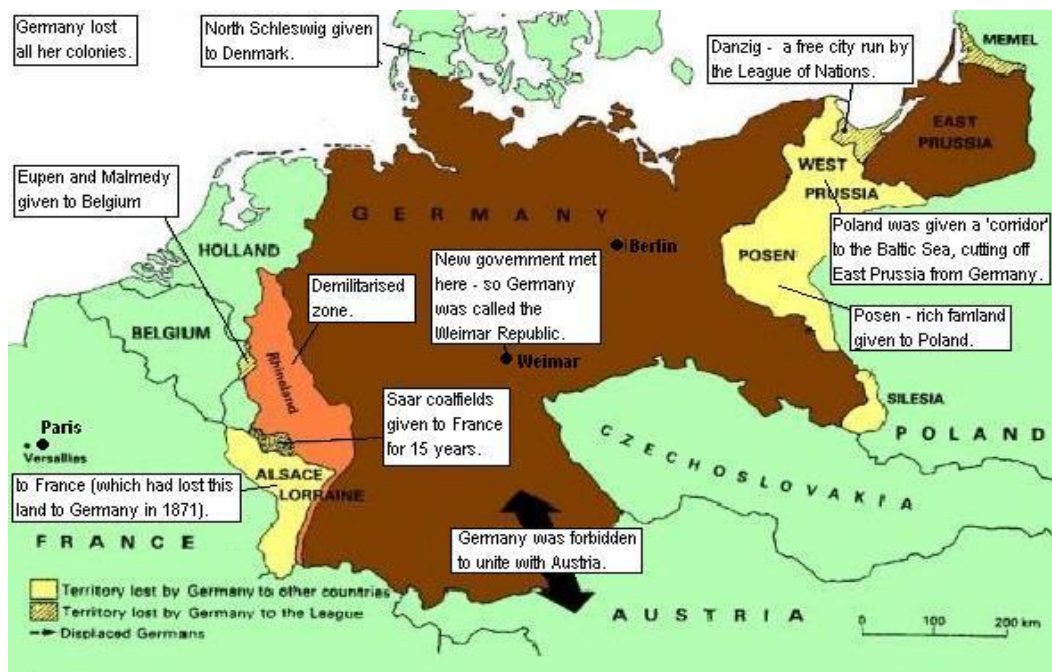 Germany lost
all her colonies.
North Schleswig given
to Denmark.
Danzig - a free city run by
the League of Nations.
MEMEL
EAST
PRUSSIA
Eupen and Malmedy
given to Belgium
WEST
PRUSSIA
GERMANY
HOLLAND
Berlin
POSEN
Poland was given a 'corridor'
to the Baltic Sea, cutting off
East Prussia from Germany.
New government met
here - so Germany
was called the
Weimar Republic.
Demilitarised
zone.
BELGIUM
Rhineland
Weimar
Posen - rich famland
given to Poland.
Saar coalfields
given to France
for 15 years.
SILESIA
POLAND
Paris
Versailles
CZECHOSLOVAKIA
ALSACE
LORRAINE
to France (which had lost this
land to Germany in 1871).
FRANCE
Germany was forbidden
to unite with Austria.
AUSTRIA
Territory lost by Germany to other countries
Territory lost by Germany to the League
Displaced Germans
0 100 200 km